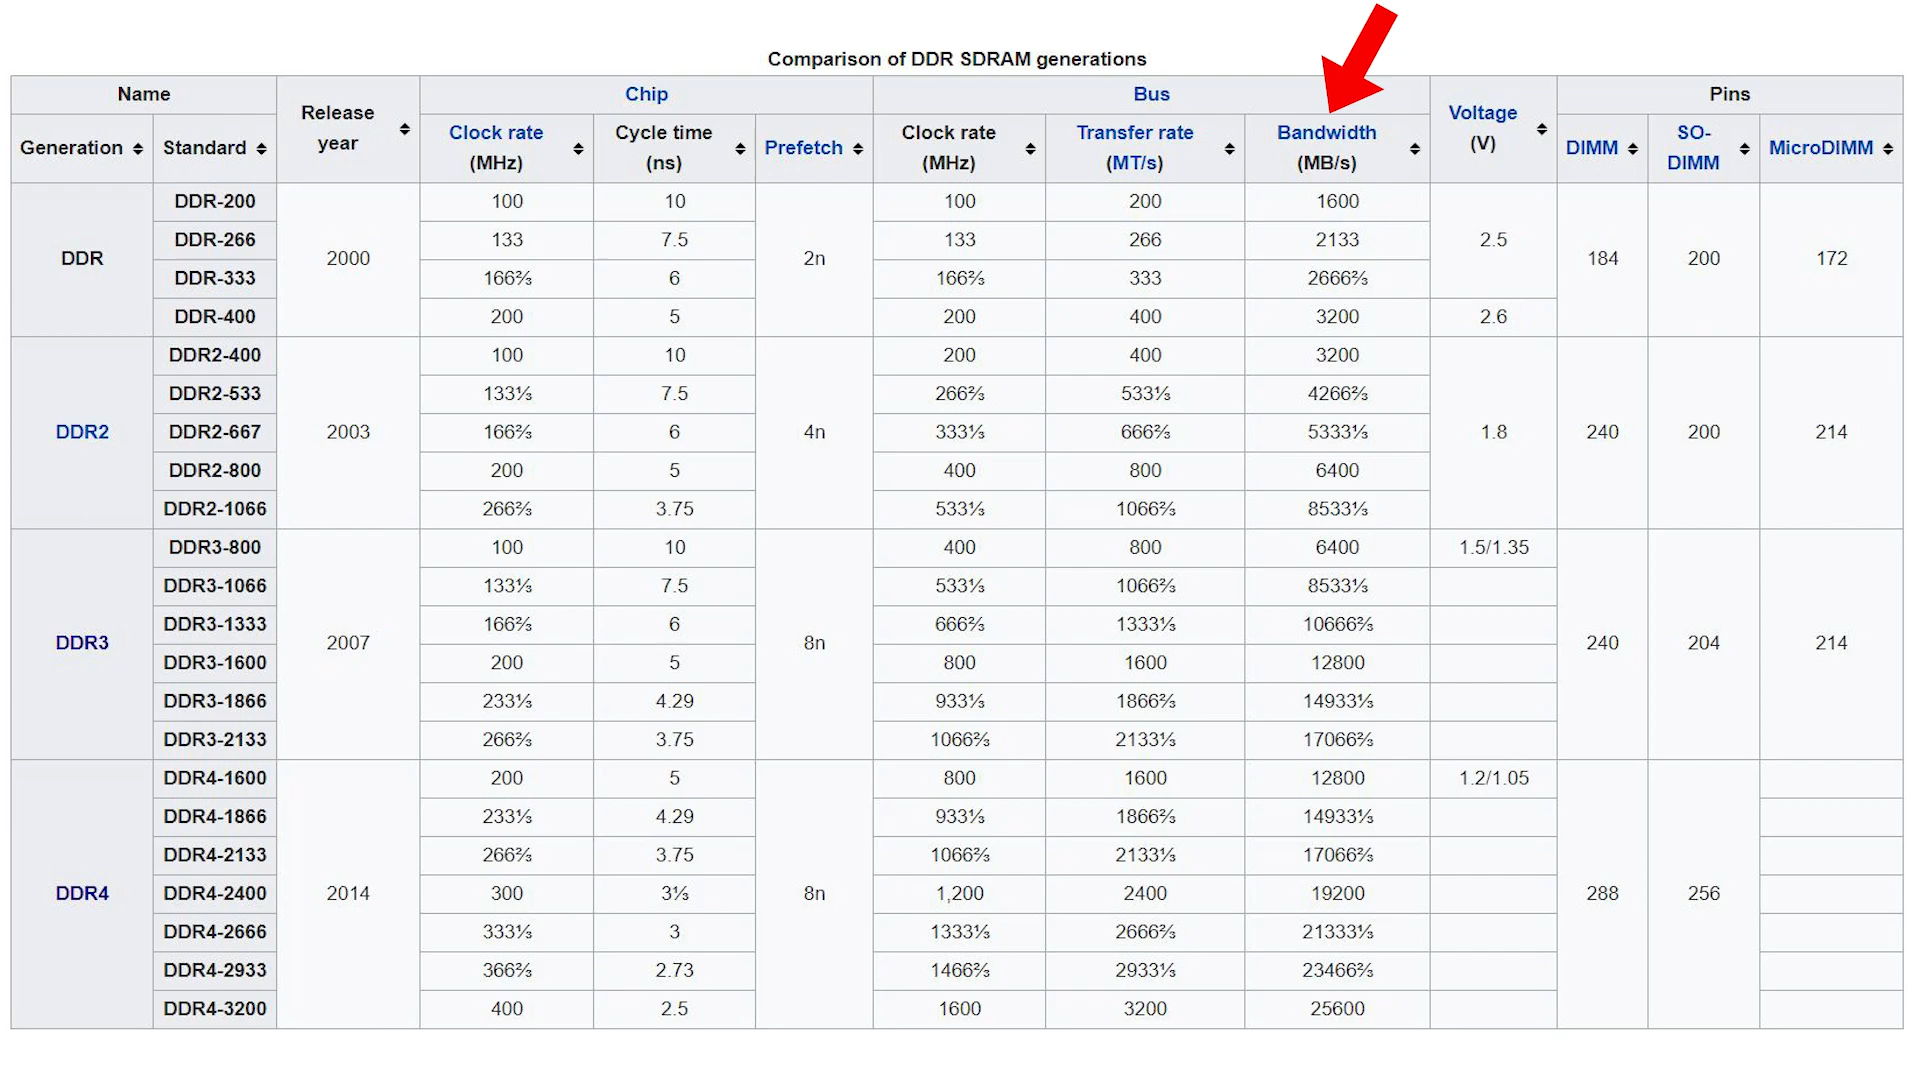 Comparison of DDR SDRAM generations
Name Release year Chip Bus Voltage (V) Pins
Generation Standard Clock rate (MHz) Cycle time (ns) Prefetch Clock rate (MHz) Transfer rate (MT/s) Bandwidth (MB/s) DIMM SO-DIMM MicroDIMM
DDR DDR-200 2000 100 10 2n 100 200 1600 2.5 184 200 172
DDR-266 133 7.5 133 266 2133
DDR-333 166⅔ 6 166⅔ 333 2666⅔
DDR-400 200 5 200 400 3200 2.6
DDR2 DDR2-400 2003 100 10 4n 200 400 3200 1.8 240 200 214
DDR2-533 133⅓ 7.5 266⅔ 533⅓ 4266⅔
DDR2-667 166⅔ 6 333⅓ 666⅔ 5333⅓
DDR2-800 200 5 400 800 6400
DDR2-1066 266⅔ 3.75 533⅓ 1066⅔ 8533⅓
DDR3 DDR3-800 2007 100 10 8n 400 800 6400 1.5/1.35 240 204 214
DDR3-1066 133⅓ 7.5 533⅓ 1066⅔ 8533⅓
DDR3-1333 166⅔ 6 666⅔ 1333⅓ 10666⅔
DDR3-1600 200 5 800 1600 12800
DDR3-1866 233⅓ 4.29 933⅓ 1866⅔ 14933⅓
DDR3-2133 266⅔ 3.75 1066⅔ 2133⅓ 17066⅔
DDR4 DDR4-1600 2014 200 5 8n 800 1600 12800 1.2/1.05 288 256
DDR4-1866 233⅓ 4.29 933⅓ 1866⅔ 14933⅓
DDR4-2133 266⅔ 3.75 1066⅔ 2133⅓ 17066⅔
DDR4-2400 300 3⅓ 1,200 2400 19200
DDR4-2666 333⅓ 3 1333⅓ 2666⅔ 21333⅓
DDR4-2933 366⅔ 2.73 1466⅔ 2933⅓ 23466⅔
DDR4-3200 400 2.5 1600 3200 25600